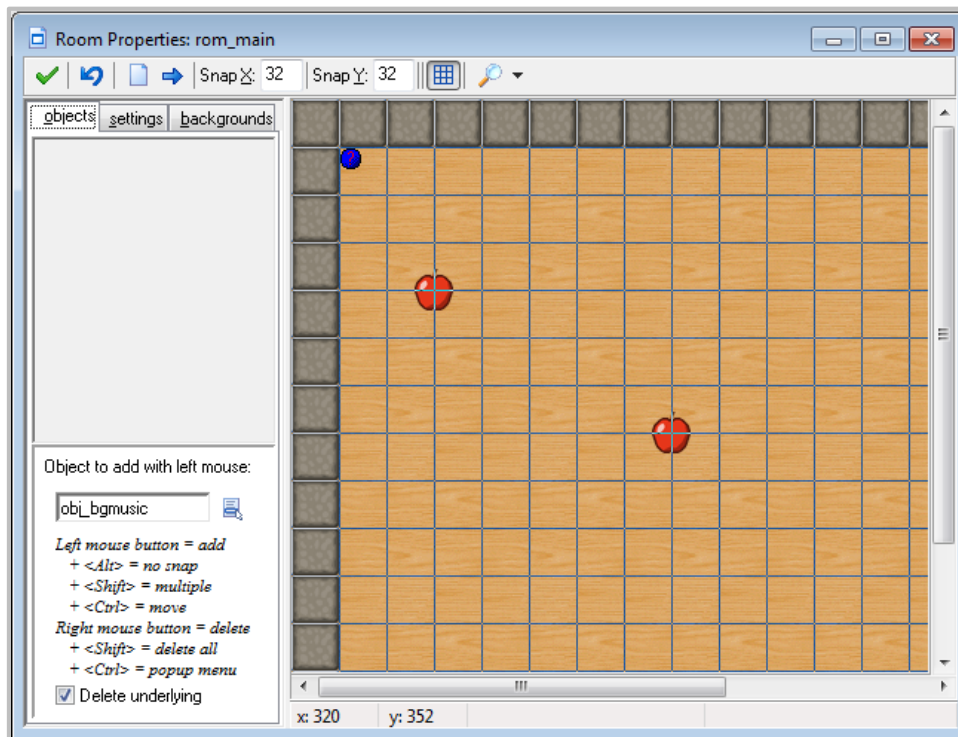 Room Properties: rom_main
Snap X: 32 Snap Y: 32
objects settings backgrounds
?
Object to add with left mouse:
obj_bgmusic
Left mouse button = add
+ <Alt> = no snap
+ <Shift> = multiple
+ <Ctrl> = move
Right mouse button = delete
+ <Shift> = delete all
+ <Ctrl> = popup menu
Delete underlying
x: 320 y: 352